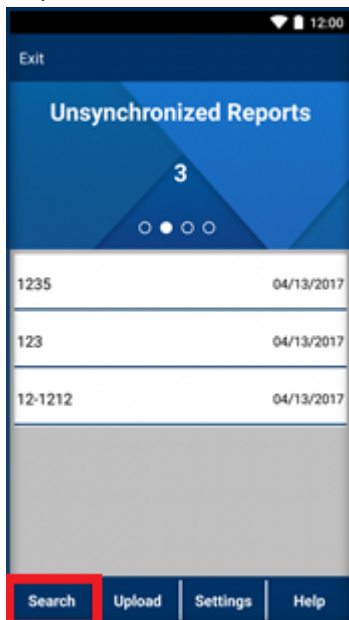 12:00
Exit
Unsynchronized Reports
3
1235 04/13/2017
123 04/13/2017
12-1212 04/13/2017
Search Upload Settings Help